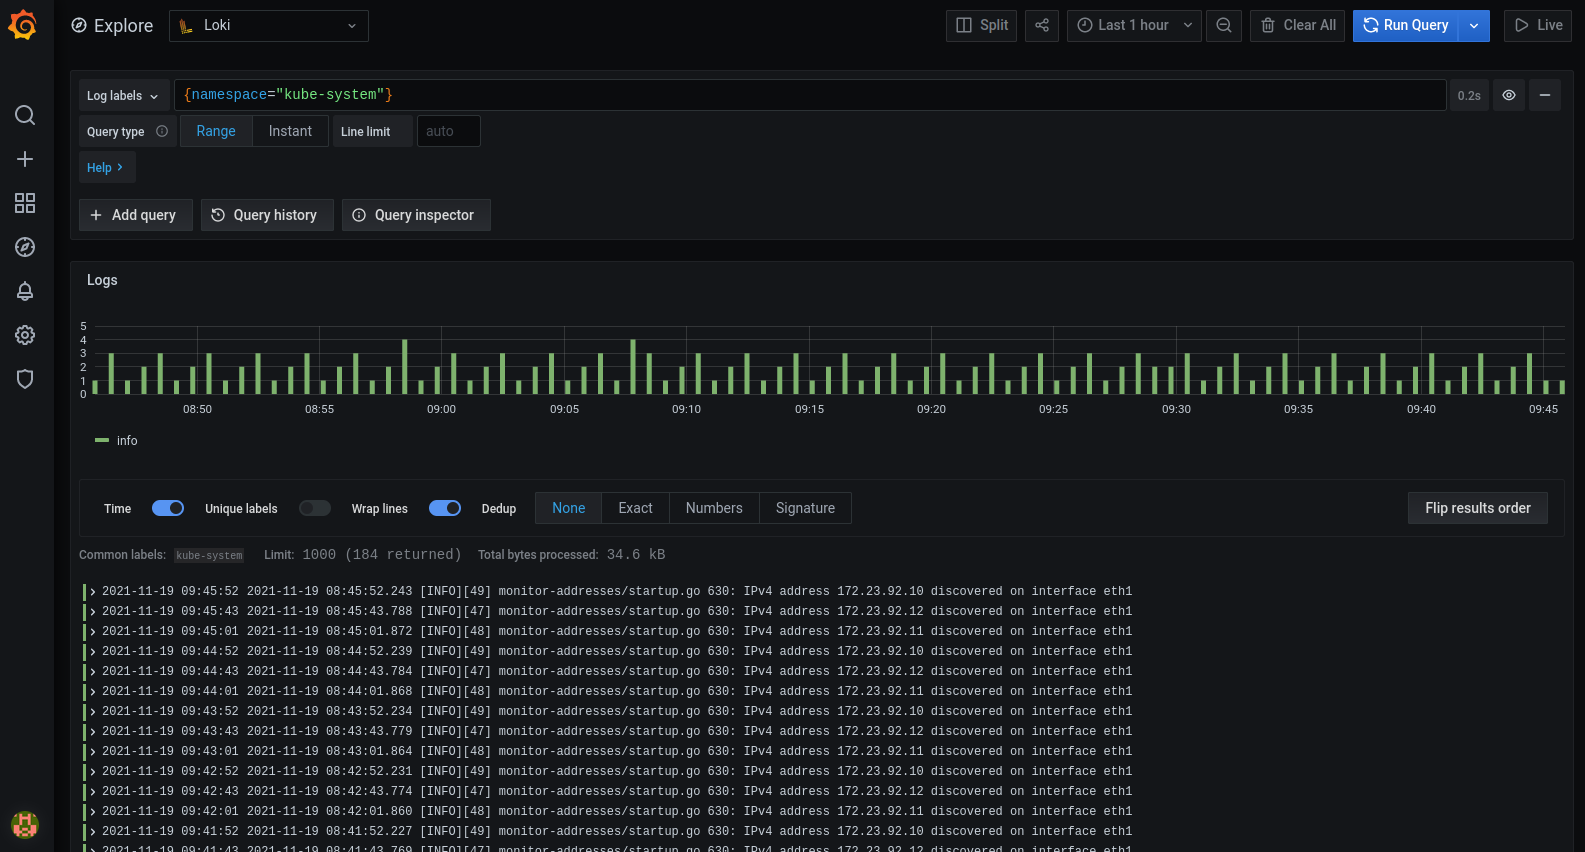 Explore Loki Split Last 1 hour Clear All Run Query Live
Log labels {namespace="kube-system"} 0.2s
Query type Range Instant Line limit auto
Help
Add query Query history Query inspector
Logs
5
4
3
2
1
0
08:50 08:55 09:00 09:05 09:10 09:15 09:20 09:25 09:30 09:35 09:40 09:45
info
Time Unique labels Wrap lines Dedup None Exact Numbers Signature Flip results order
Common labels: kube-system Limit: 1000 (184 returned) Total bytes processed: 34.6 kB
2021-11-19 09:45:52 2021-11-19 08:45:52.243 [INFO][49] monitor-addresses/startup.go 630: IPv4 address 172.23.92.10 discovered on interface eth1
2021-11-19 09:45:43 2021-11-19 08:45:43.788 [INFO][47] monitor-addresses/startup.go 630: IPv4 address 172.23.92.12 discovered on interface eth1
2021-11-19 09:45:01 2021-11-19 08:45:01.872 [INFO][48] monitor-addresses/startup.go 630: IPv4 address 172.23.92.11 discovered on interface eth1
2021-11-19 09:44:52 2021-11-19 08:44:52.239 [INFO][49] monitor-addresses/startup.go 630: IPv4 address 172.23.92.10 discovered on interface eth1
2021-11-19 09:44:43 2021-11-19 08:44:43.784 [INFO][47] monitor-addresses/startup.go 630: IPv4 address 172.23.92.12 discovered on interface eth1
2021-11-19 09:44:01 2021-11-19 08:44:01.868 [INFO][48] monitor-addresses/startup.go 630: IPv4 address 172.23.92.11 discovered on interface eth1
2021-11-19 09:43:52 2021-11-19 08:43:52.234 [INFO][49] monitor-addresses/startup.go 630: IPv4 address 172.23.92.10 discovered on interface eth1
2021-11-19 09:43:43 2021-11-19 08:43:43.779 [INFO][47] monitor-addresses/startup.go 630: IPv4 address 172.23.92.12 discovered on interface eth1
2021-11-19 09:43:01 2021-11-19 08:43:01.864 [INFO][48] monitor-addresses/startup.go 630: IPv4 address 172.23.92.11 discovered on interface eth1
2021-11-19 09:42:52 2021-11-19 08:42:52.231 [INFO][49] monitor-addresses/startup.go 630: IPv4 address 172.23.92.10 discovered on interface eth1
2021-11-19 09:42:43 2021-11-19 08:42:43.774 [INFO][47] monitor-addresses/startup.go 630: IPv4 address 172.23.92.12 discovered on interface eth1
2021-11-19 09:42:01 2021-11-19 08:42:01.860 [INFO][48] monitor-addresses/startup.go 630: IPv4 address 172.23.92.11 discovered on interface eth1
2021-11-19 09:41:52 2021-11-19 08:41:52.227 [INFO][49] monitor-addresses/startup.go 630: IPv4 address 172.23.92.10 discovered on interface eth1
2021-11-19 09:41:43 2021-11-19 08:41:43.769 [INFO][47] monitor-addresses/startup.go 630: IPv4 address 172.23.92.12 discovered on interface eth1